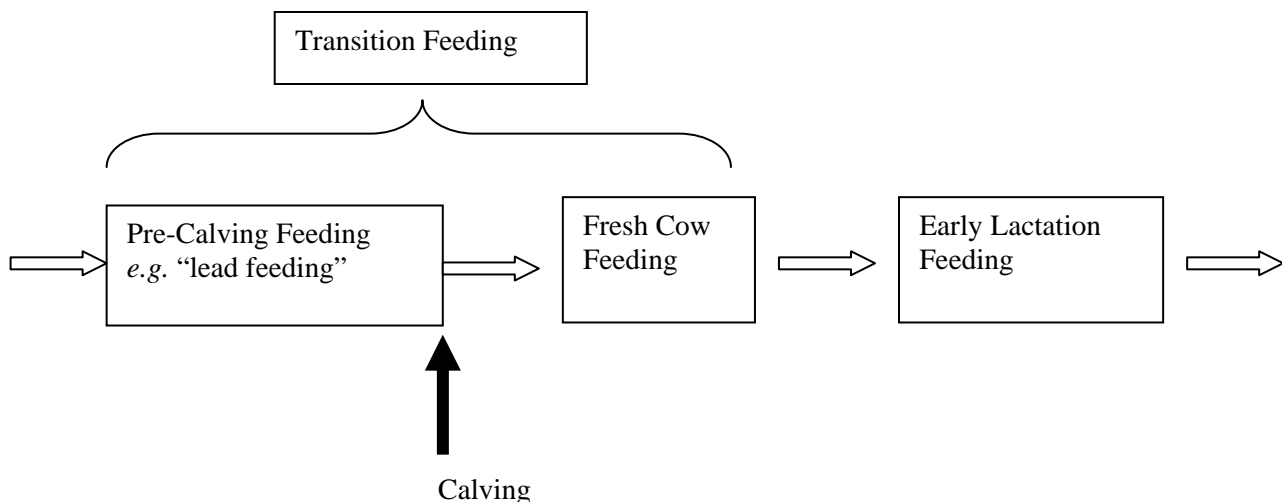 Transition Feeding
Pre-Calving Feeding
e.g. “lead feeding”
Fresh Cow
Feeding
Early Lactation
Feeding
Calving